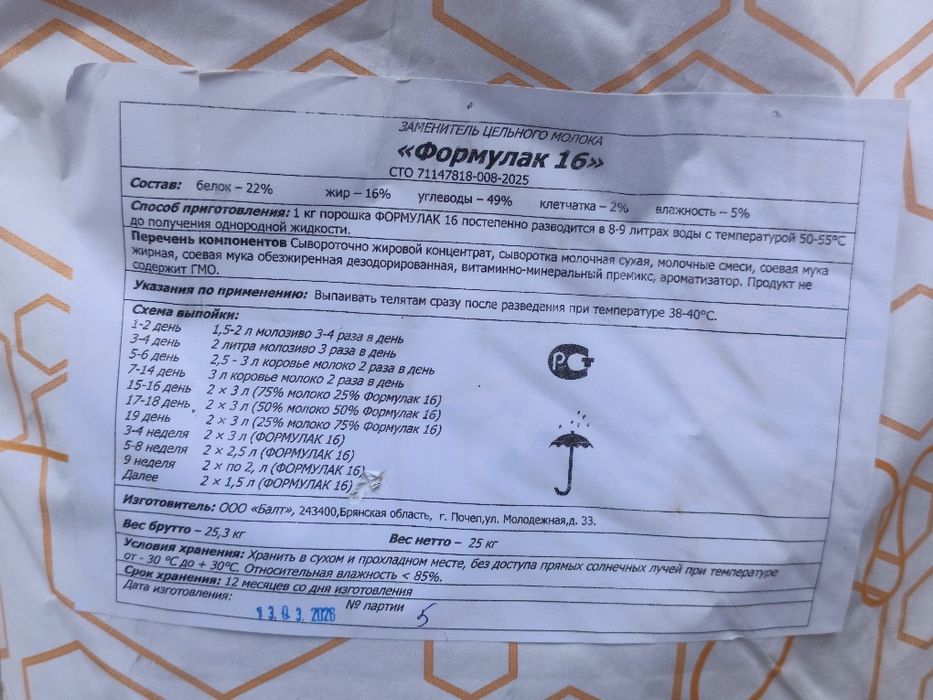 ЗАМЕНИТЕЛЬ ЦЕЛЬНОГО МОЛОКА
«Формулак 16»
СТО 71147818-008-2025
Состав: белок – 22% жир – 16% углеводы – 49% клетчатка – 2% влажность – 5%
Способ приготовления: 1 кг порошка ФОРМУЛАК 16 постепенно разводится в 8-9 литрах воды с температурой 50-55°С
до получения однородной жидкости.
Перечень компонентов Сывороточно жировой концентрат, сыворотка молочная сухая, молочные смеси, соевая мука
жирная, соевая мука обезжиренная дезодорированная, витаминно-минеральный премикс, ароматизатор. Продукт не
содержит ГМО.
Указания по применению: Выпаивать телятам сразу после разведения при температуре 38-40°С.
Схема выпойки:
1-2 день 1,5-2 л молозиво 3-4 раза в день
3-4 день 2 литра молозиво 3 раза в день
5-6 день 2,5 - 3 л коровье молоко 2 раза в день
7-14 день 3 л коровье молоко 2 раза в день
15-16 день 2 × 3 л (75% молоко 25% Формулак 16)
17-18 день 2 × 3 л (50% молоко 50% Формулак 16)
19 день 2 × 3 л (25% молоко 75% Формулак 16)
3-4 неделя 2 × 3 л (ФОРМУЛАК 16)
5-8 неделя 2 × 2,5 л (ФОРМУЛАК 16)
9 неделя 2 × по 2, л (ФОРМУЛАК 16)
Далее 2 × 1,5 л (ФОРМУЛАК 16)
РСТ
Изготовитель: ООО «Балт», 243400,Брянская область, г. Почеп,ул. Молодежная,д. 33.
Вес брутто – 25,3 кг Вес нетто – 25 кг
Условия хранения: Хранить в сухом и прохладном месте, без доступа прямых солнечных лучей при температуре
от - 30 °С до + 30°С. Относительная влажность < 85%.
Срок хранения: 12 месяцев со дня изготовления
Дата изготовления: 13.03.2026 № партии 5